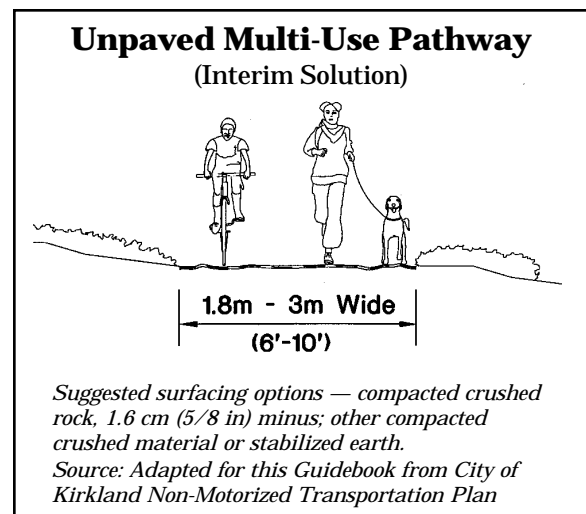 Unpaved Multi-Use Pathway
(Interim Solution)
1.8m - 3m Wide
(6'-10')
Suggested surfacing options — compacted crushed
rock, 1.6 cm (5/8 in) minus; other compacted
crushed material or stabilized earth.
Source: Adapted for this Guidebook from City of
Kirkland Non-Motorized Transportation Plan